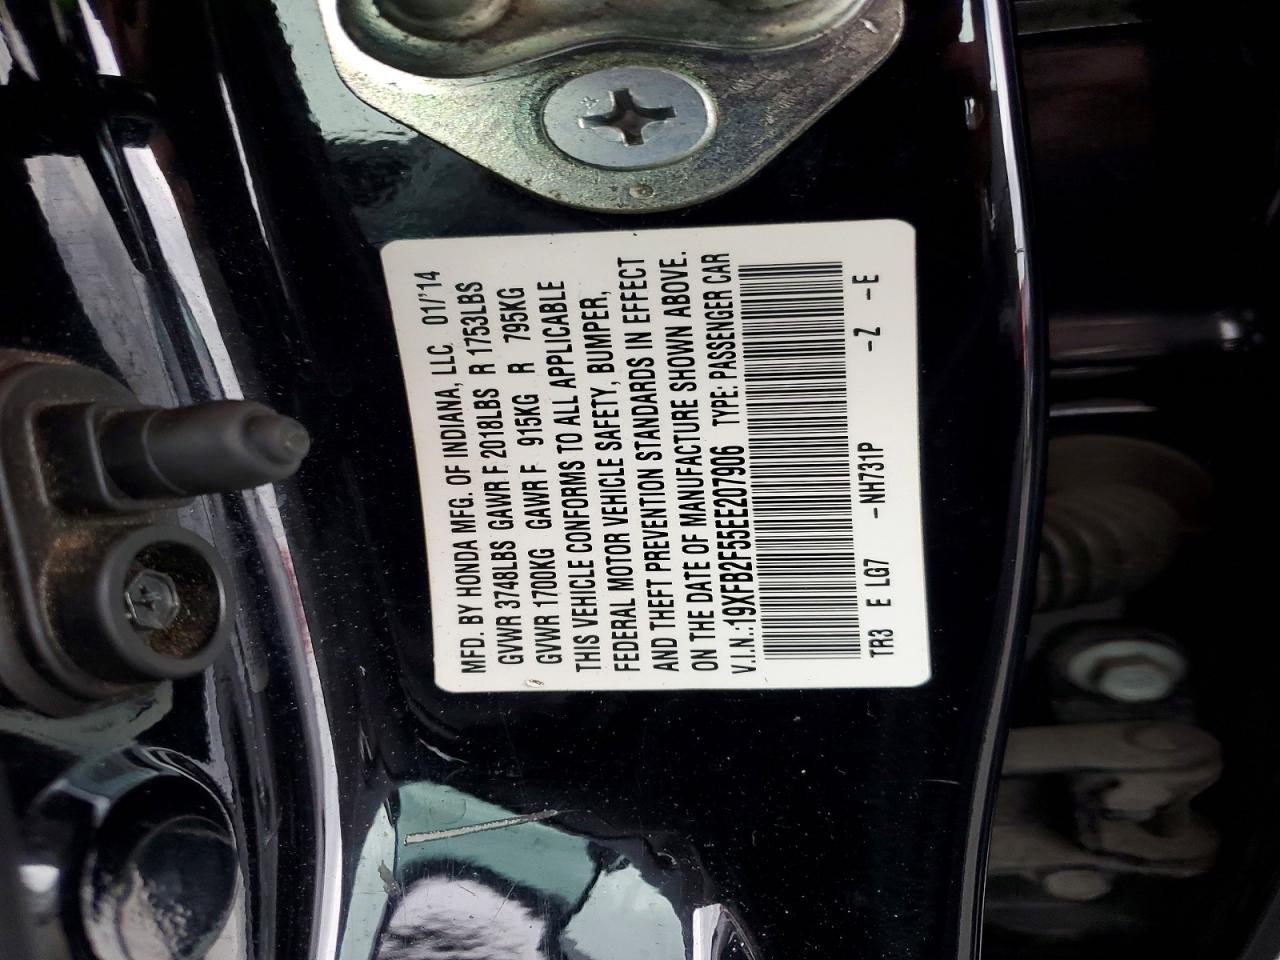 MFD. BY HONDA MFG. OF INDIANA, LLC. 01/'14
GVWR 3748LBS GAWR F 2018LBS R 1753LBS
GVWR 1700KG GAWR F 915KG R 795KG
THIS VEHICLE CONFORMS TO ALL APPLICABLE
FEDERAL MOTOR VEHICLE SAFETY, BUMPER,
AND THEFT PREVENTION STANDARDS IN EFFECT
ON THE DATE OF MANUFACTURE SHOWN ABOVE.
V.I.N.:19XFB2F55EE207906 TYPE: PASSENGER CAR
TR3 E LG7 -NH731P -Z -E